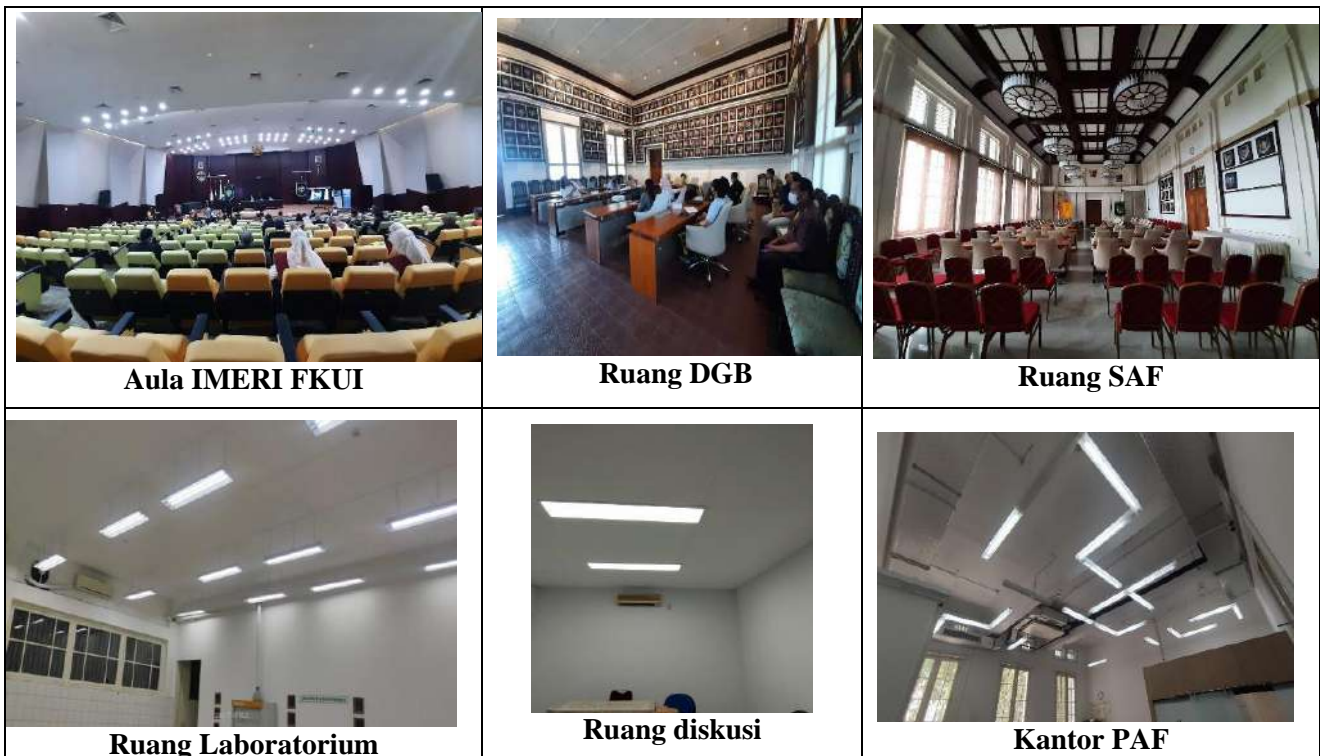 Aula IMERI FKUI
Ruang DGB
Ruang SAF
Ruang Laboratorium
Ruang diskusi
Kantor PAF